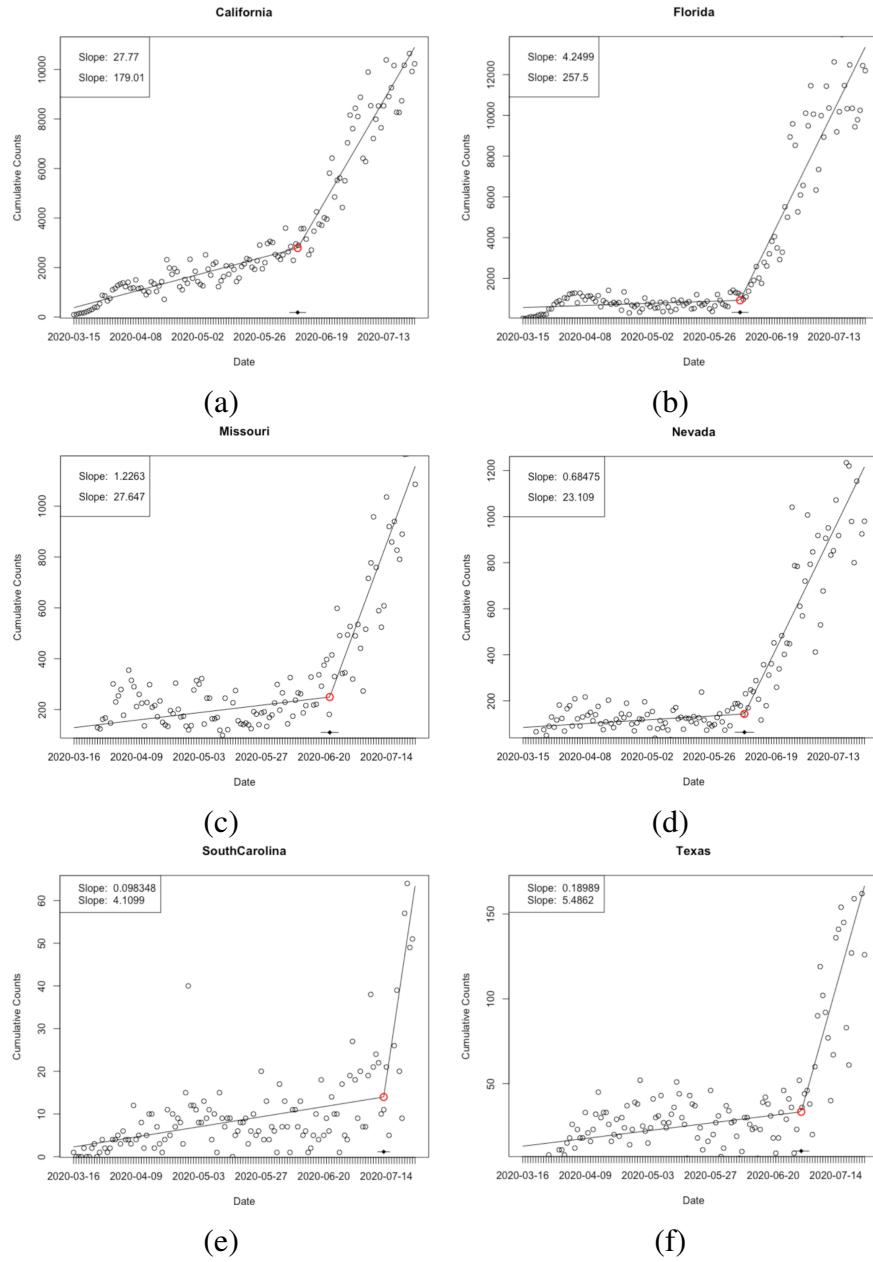 California
Slope: 27.77
Slope: 179.01
Cumulative Counts
10000
8000
6000
4000
2000
0
2020-03-15 2020-04-08 2020-05-02 2020-05-26 2020-06-19 2020-07-13
Date
(a)
Florida
Slope: 4.2499
Slope: 257.5
Cumulative Counts
12000
10000
8000
6000
4000
2000
2020-03-15 2020-04-08 2020-05-02 2020-05-26 2020-06-19 2020-07-13
Date
(b)
Missouri
Slope: 1.2263
Slope: 27.647
Cumulative Counts
1000
800
600
400
200
2020-03-16 2020-04-09 2020-05-03 2020-05-27 2020-06-20 2020-07-14
Date
(c)
Nevada
Slope: 0.68475
Slope: 23.109
Cumulative Counts
1200
1000
800
600
400
200
2020-03-15 2020-04-08 2020-05-02 2020-05-26 2020-06-19 2020-07-13
Date
(d)
SouthCarolina
Slope: 0.098348
Slope: 4.1099
Cumulative Counts
60
50
40
30
20
10
0
2020-03-16 2020-04-09 2020-05-03 2020-05-27 2020-06-20 2020-07-14
Date
(e)
Texas
Slope: 0.18989
Slope: 5.4862
Cumulative Counts
150
100
50
2020-03-16 2020-04-09 2020-05-03 2020-05-27 2020-06-20 2020-07-14
Date
(f)